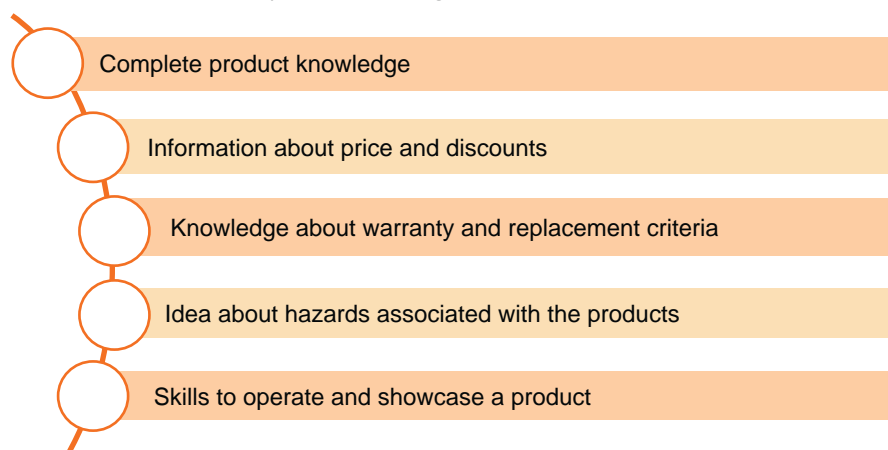 Complete product knowledge
Information about price and discounts
Knowledge about warranty and replacement criteria
Idea about hazards associated with the products
Skills to operate and showcase a product